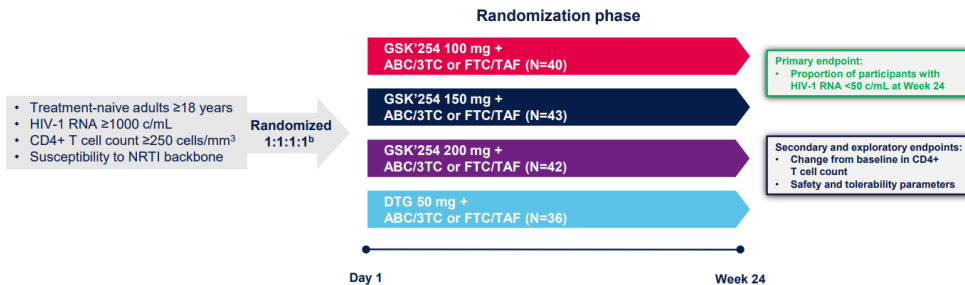 Randomization phase
• Treatment-naive adults ≥18 years
• HIV-1 RNA ≥1000 c/mL
• CD4+ T cell count ≥250 cells/mm³
• Susceptibility to NRTI backbone
Randomized
1:1:1:1ᵇ
GSK'254 100 mg +
ABC/3TC or FTC/TAF (N=40)
GSK'254 150 mg +
ABC/3TC or FTC/TAF (N=43)
GSK'254 200 mg +
ABC/3TC or FTC/TAF (N=42)
DTG 50 mg +
ABC/3TC or FTC/TAF (N=36)
Day 1
Week 24
Primary endpoint:
• Proportion of participants with
HIV-1 RNA <50 c/mL at Week 24
Secondary and exploratory endpoints:
• Change from baseline in CD4+
T cell count
• Safety and tolerability parameters